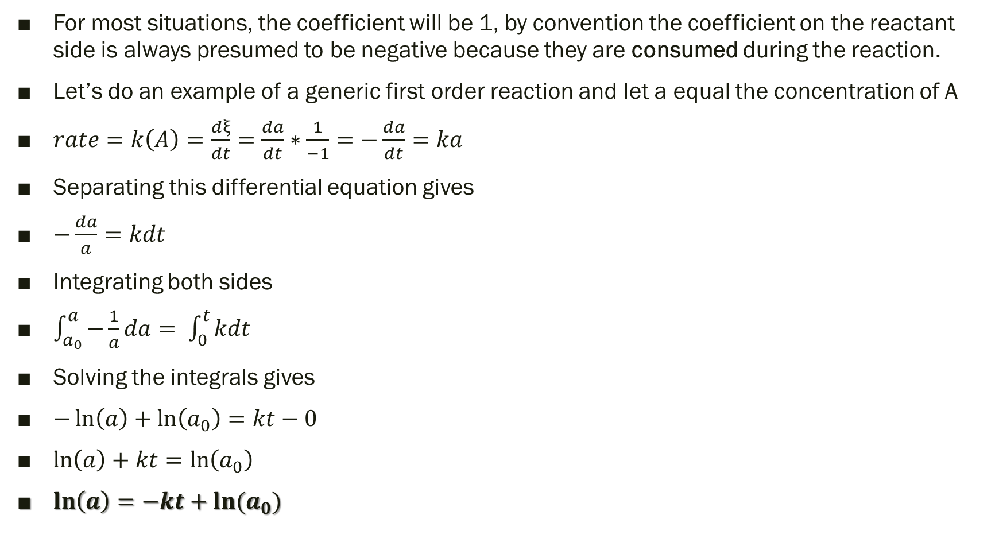 ▪ For most situations, the coefficient will be 1, by convention the coefficient on the reactant
side is always presumed to be negative because they are consumed during the reaction.
▪ Let’s do an example of a generic first order reaction and let a equal the concentration of A
▪ $rate = k(A) = \frac{dξ}{dt} = \frac{da}{dt} * \frac{1}{-1} = -\frac{da}{dt} = ka$
▪ Separating this differential equation gives
▪ $-\frac{da}{a} = kdt$
▪ Integrating both sides
▪ $\int_{a_0}^{a} -\frac{1}{a} da = \int_{0}^{t} kdt$
▪ Solving the integrals gives
▪ $-\ln(a) + \ln(a_0) = kt - 0$
▪ $\ln(a) + kt = \ln(a_0)$
▪ $\ln(a) = -kt + \ln(a_0)$